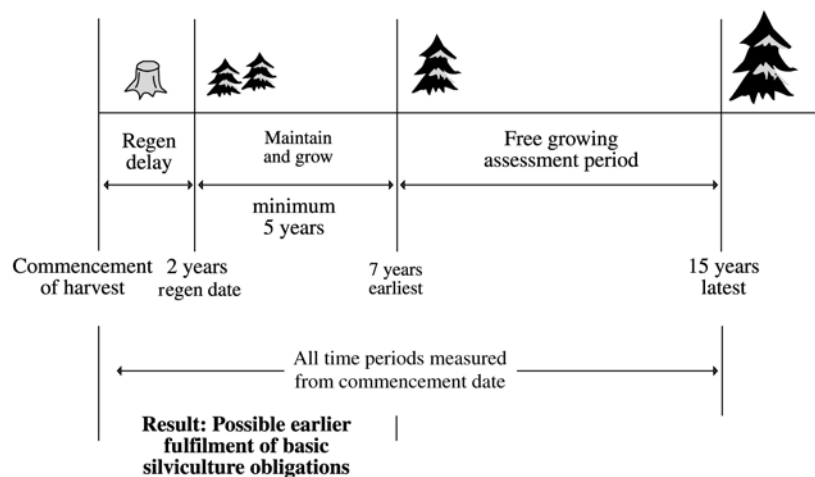 Regen
delay
Maintain
and grow
Free growing
assessment period
minimum
5 years
Commencement
of harvest
2 years
regen date
7 years
earliest
15 years
latest
All time periods measured
from commencement date
Result: Possible earlier
fulfilment of basic
silviculture obligations